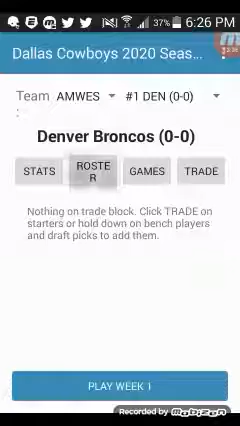 37% 6:26 PM
Dallas Cowboys 2020 Seas...
Team AMWES #1 DEN (0-0)
:
Denver Broncos (0-0)
STATS ROSTE GAMES TRADE
R
Nothing on trade block. Click TRADE on
starters or hold down on bench players
and draft picks to add them.
PLAY WEEK 1
Recorded by mobizen